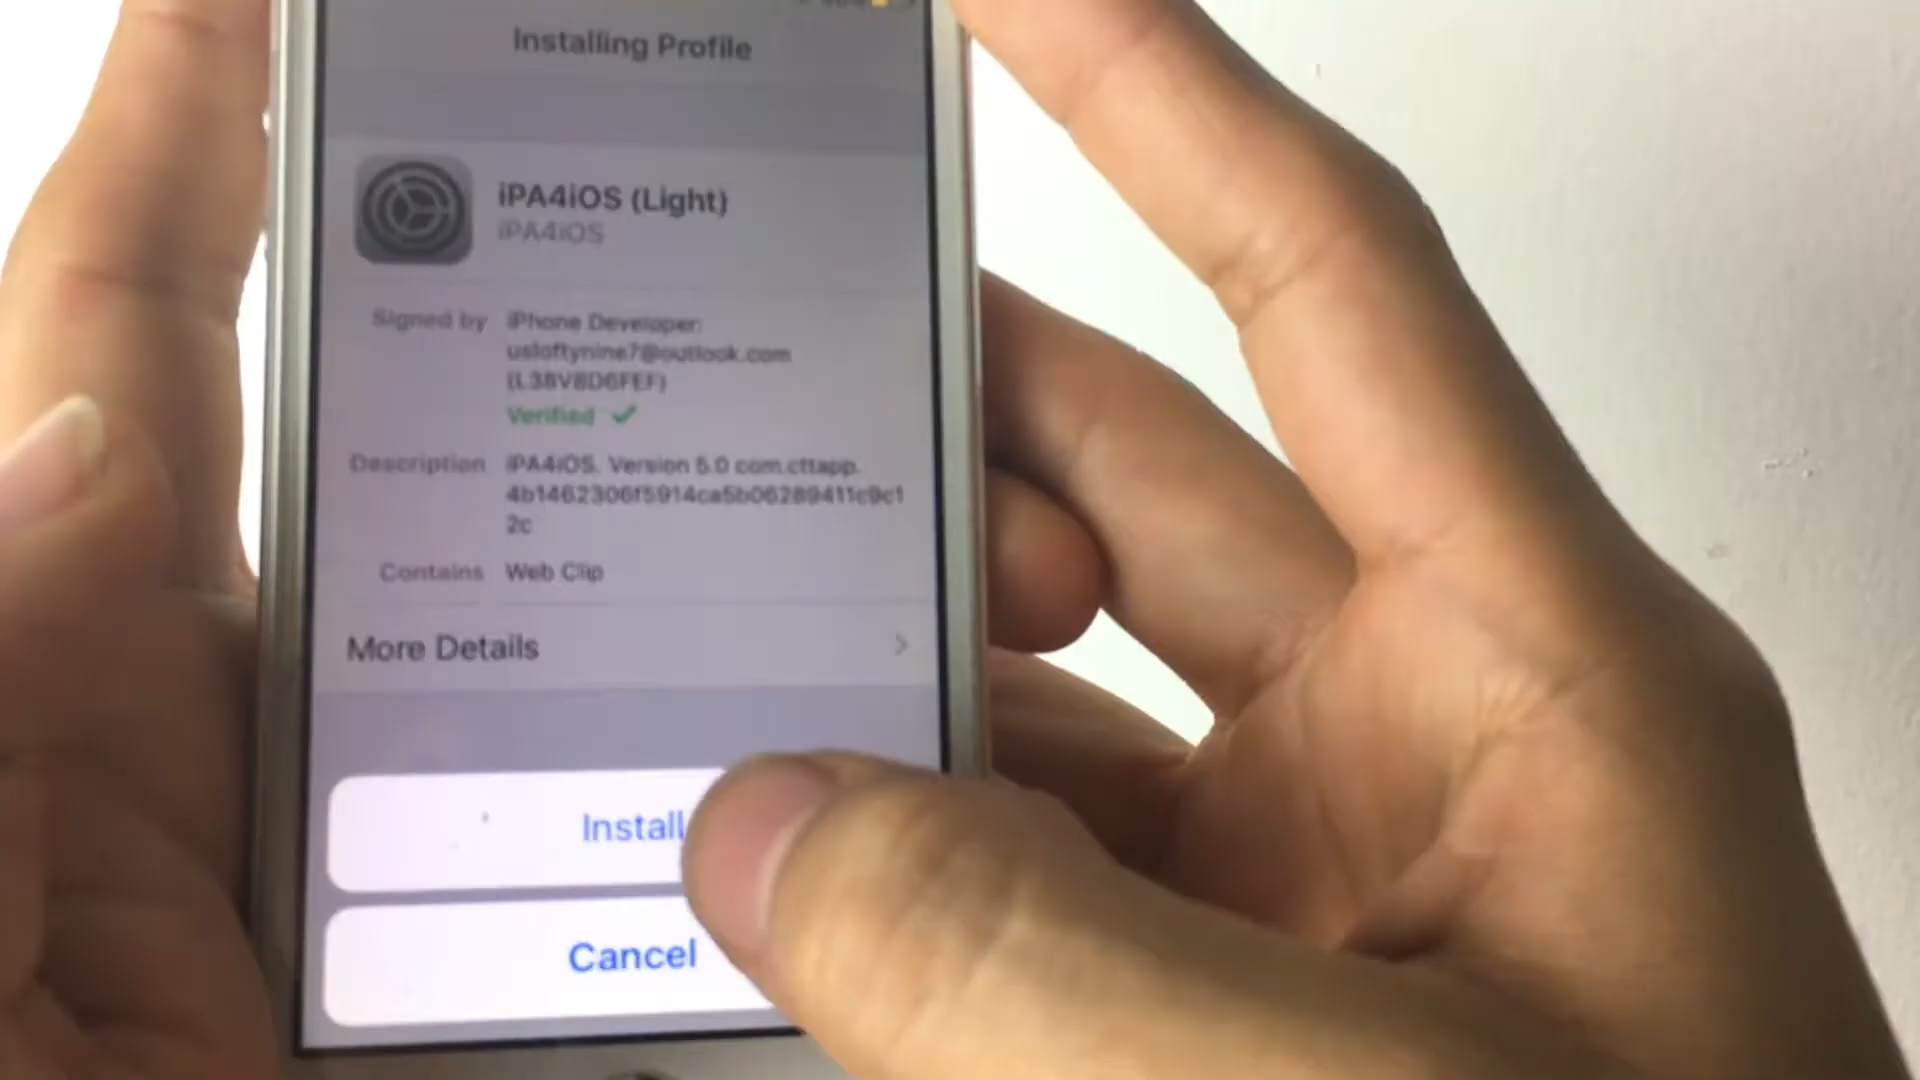 Installing Profile
iPA4iOS (Light)
iPA4iOS
Signed by iPhone Developer:
usloftynine7@outlook.com
(L38V8D6FEF)
Verified ✓
Description iPA4iOS. Version 5.0 com.cttapp.
4b1462306f5914ca5b06289411c9c1
2c
Contains Web Clip
More Details
Install
Cancel